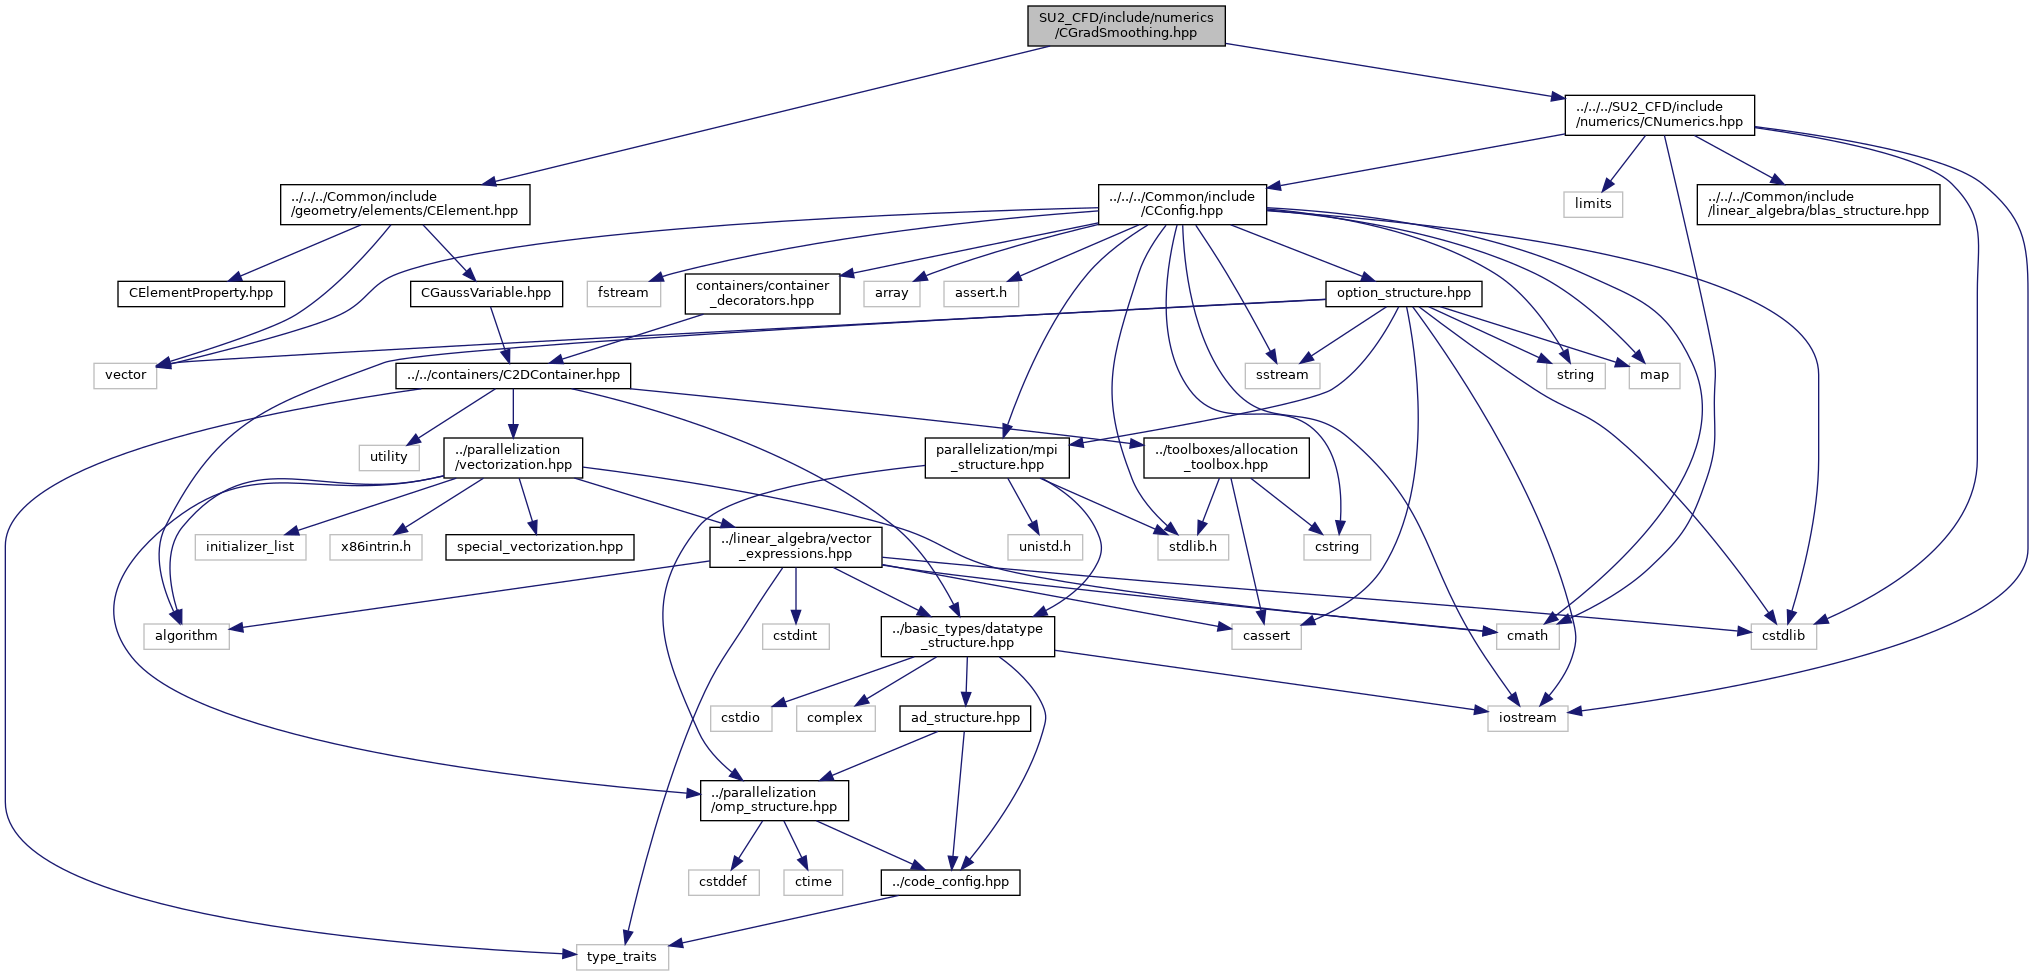 SU2_CFD/include/numerics
/CGradSmoothing.hpp
../../../SU2_CFD/include
/numerics/CNumerics.hpp
../../../Common/include
/geometry/elements/CElement.hpp
../../../Common/include
/CConfig.hpp
limits
../../../Common/include
/linear_algebra/blas_structure.hpp
CElementProperty.hpp
CGaussVariable.hpp
fstream
containers/container
_decorators.hpp
array
assert.h
option_structure.hpp
vector
../../containers/C2DContainer.hpp
sstream
string
map
utility
../parallelization
/vectorization.hpp
parallelization/mpi
_structure.hpp
../toolboxes/allocation
_toolbox.hpp
initializer_list
x86intrin.h
special_vectorization.hpp
../linear_algebra/vector
_expressions.hpp
unistd.h
stdlib.h
cstring
algorithm
cstdint
../basic_types/datatype
_structure.hpp
cassert
cmath
cstdlib
cstdio
complex
ad_structure.hpp
iostream
../parallelization
/omp_structure.hpp
cstddef
ctime
../code_config.hpp
type_traits